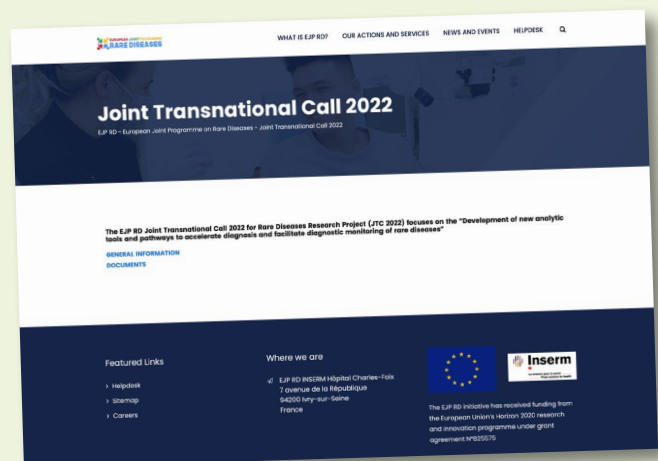 EUROPEAN JOINT PROGRAMME
RARE DISEASES
WHAT IS EJP RD? OUR ACTIONS AND SERVICES NEWS AND EVENTS HELPDESK
Joint Transnational Call 2022
EJP RD – European Joint Programme on Rare Diseases – Joint Transnational Call 2022
The EJP RD Joint Transnational Call 2022 for Rare Diseases Research Project (JTC 2022) focuses on the “Development of new analytic
tools and pathways to accelerate diagnosis and facilitate diagnostic monitoring of rare diseases”
GENERAL INFORMATION
DOCUMENTS
Featured Links
Helpdesk
Sitemap
Careers
Where we are
EJP RD INSERM Hôpital Charles-Foix
7 avenue de la République
94200 Ivry-sur-Seine
France
Inserm
The EJP RD initiative has received funding from
the European Union's Horizon 2020 research
and innovation programme under grant
agreement N°825575